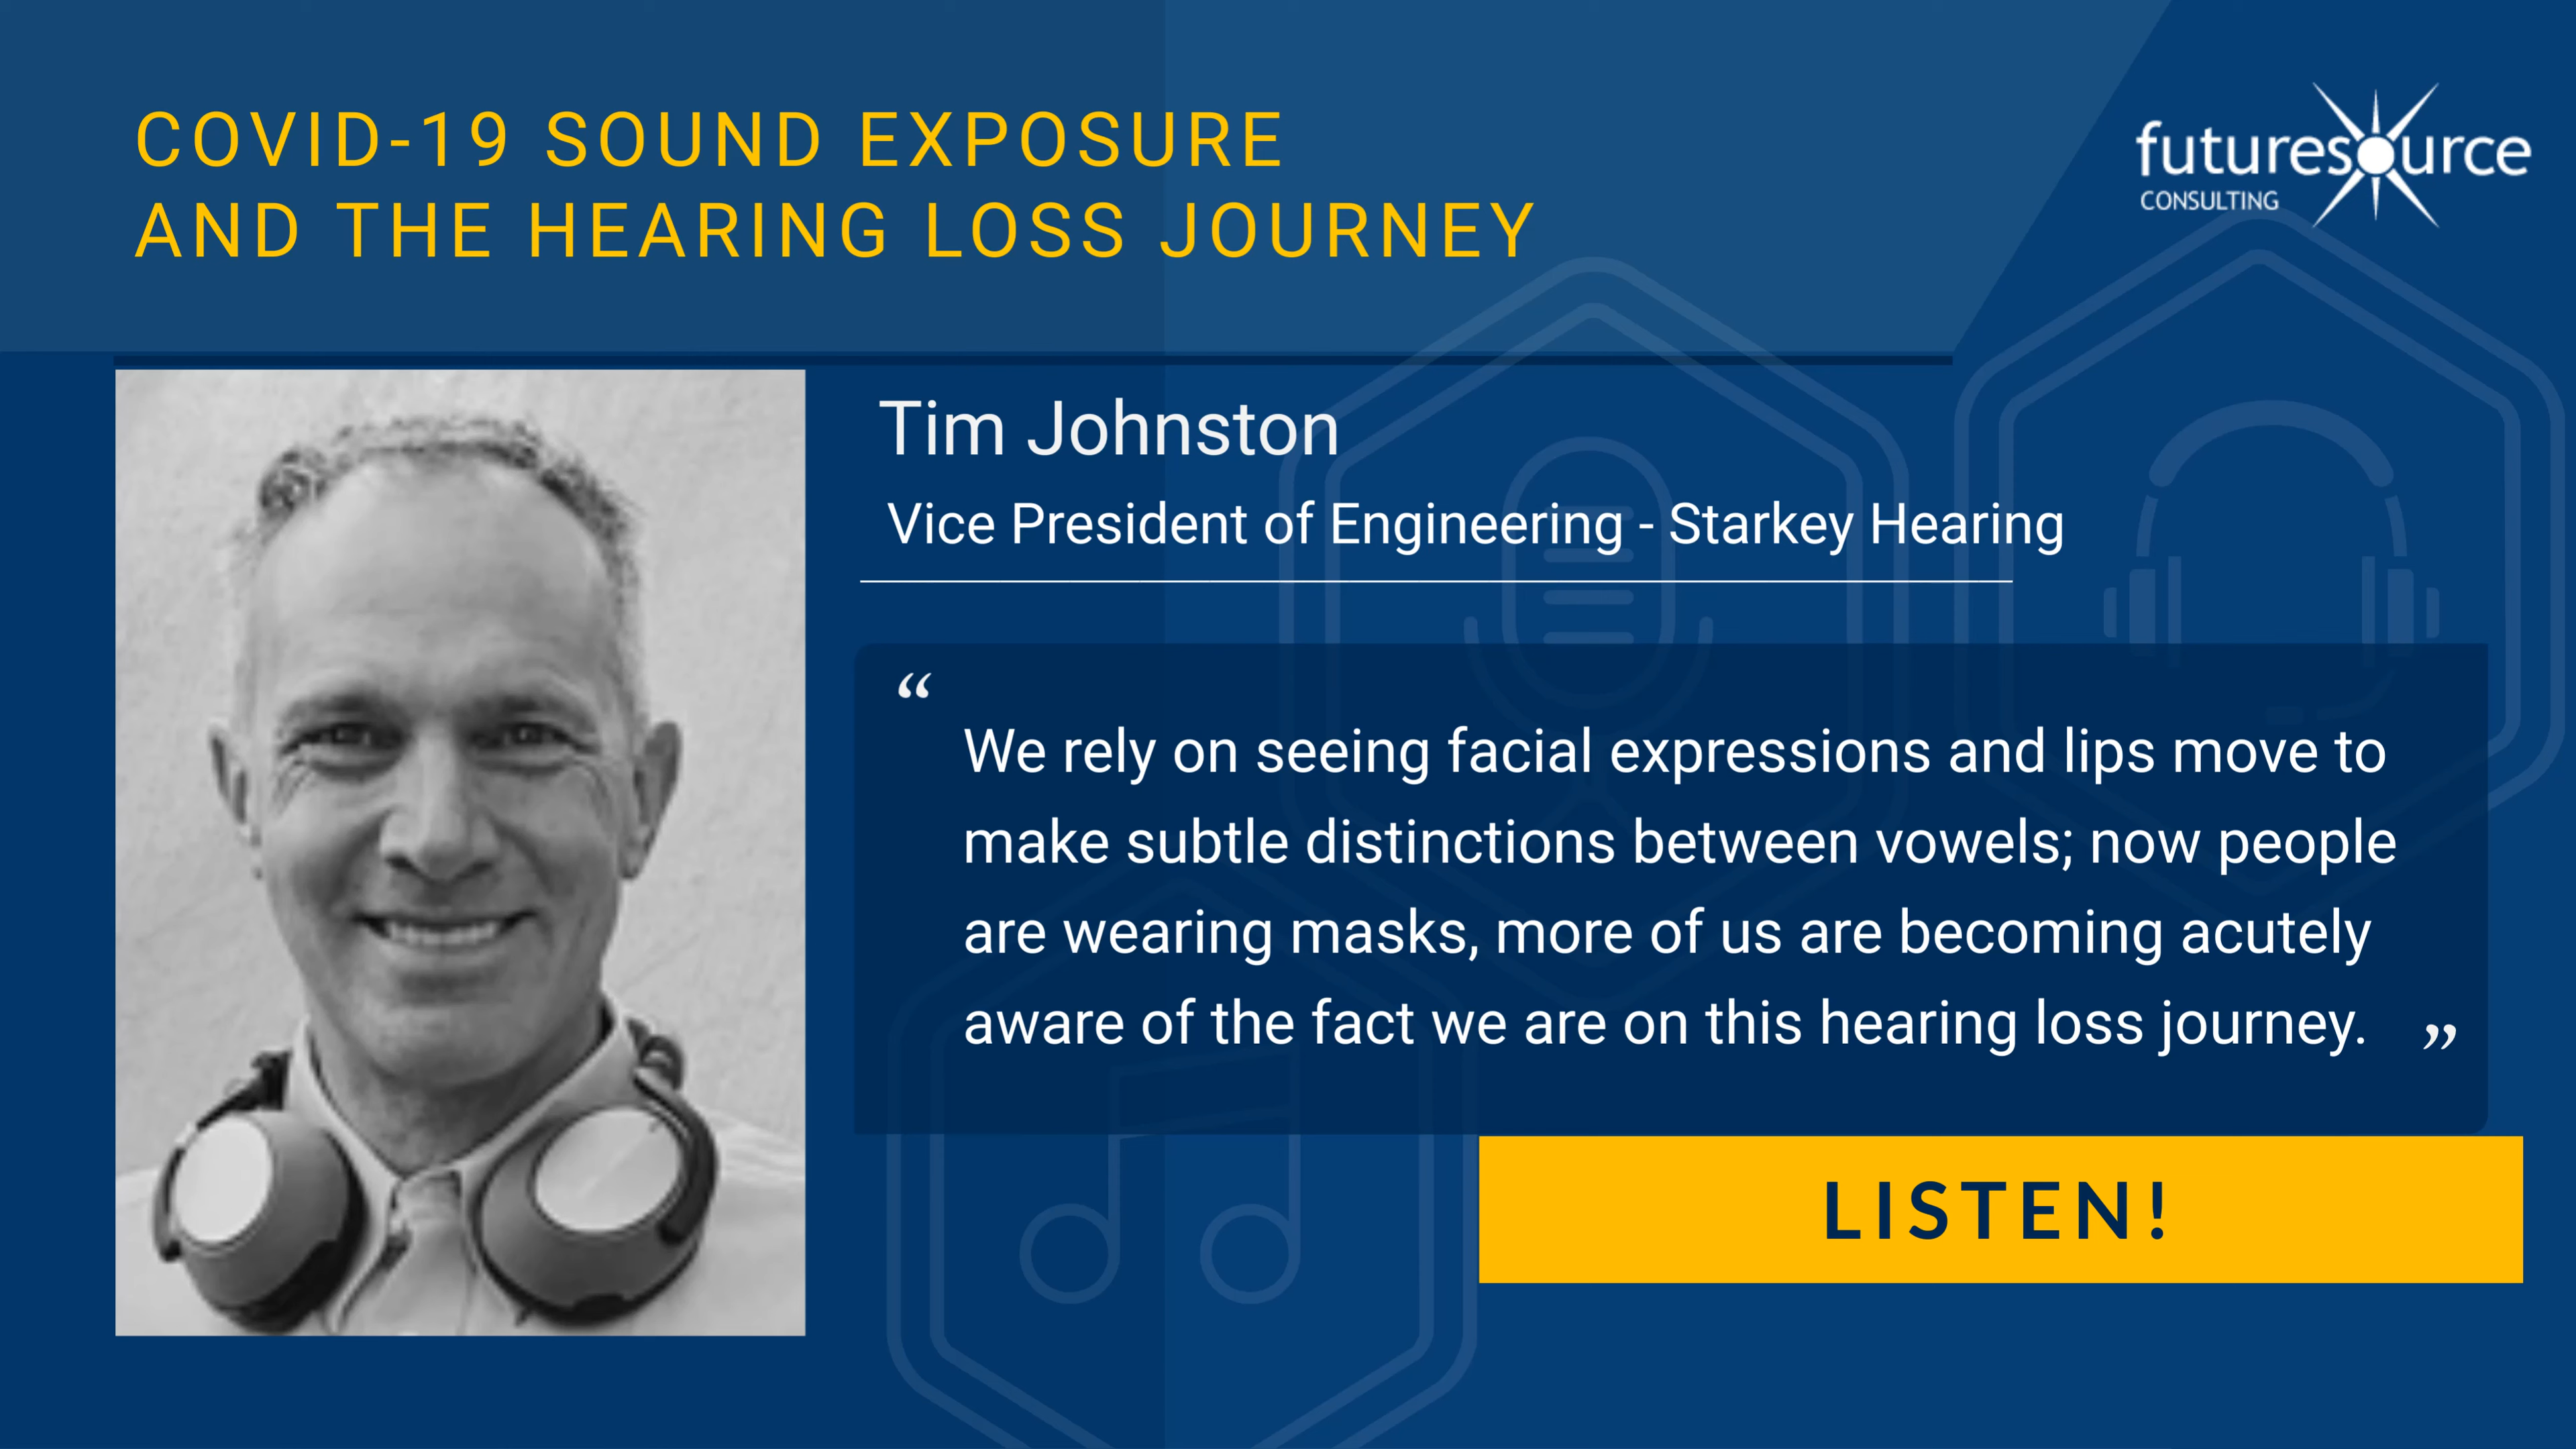 COVID-19 SOUND EXPOSURE
AND THE HEARING LOSS JOURNEY
futuresource
CONSULTING
Tim Johnston
Vice President of Engineering - Starkey Hearing
“
We rely on seeing facial expressions and lips move to
make subtle distinctions between vowels; now people
are wearing masks, more of us are becoming acutely
aware of the fact we are on this hearing loss journey. ”
LISTEN!